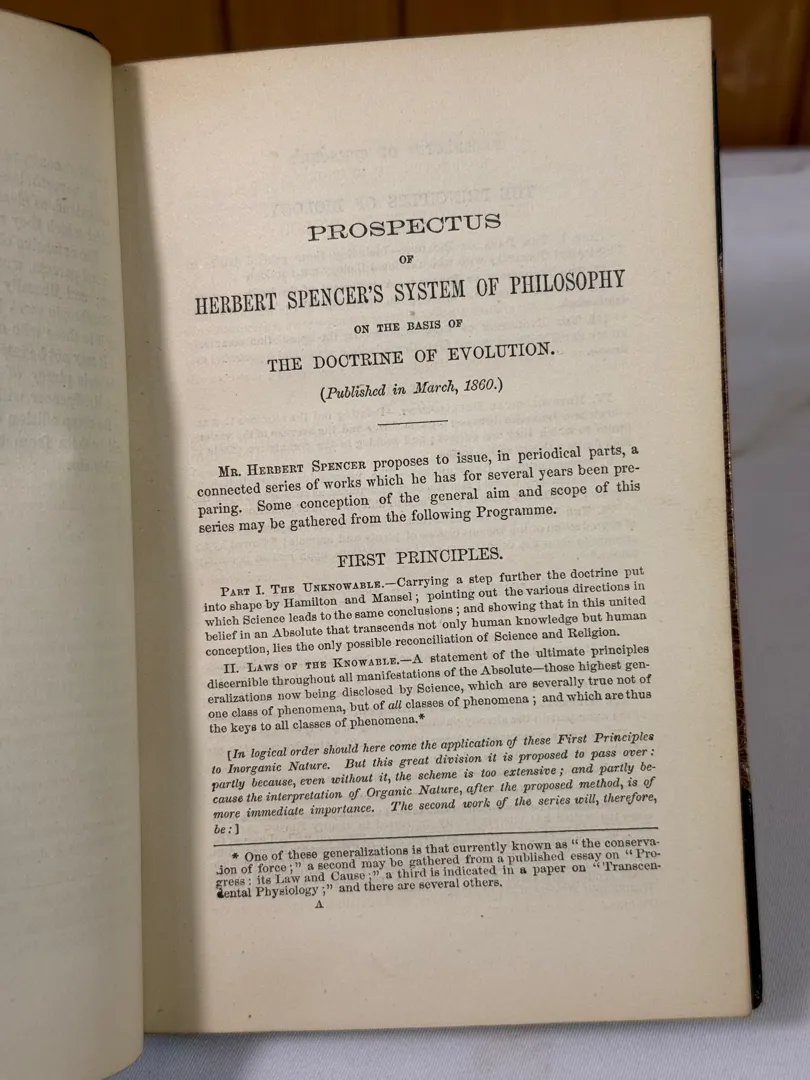 PROSPECTUS
OF
HERBERT SPENCER'S SYSTEM OF PHILOSOPHY
ON THE BASIS OF
THE DOCTRINE OF EVOLUTION.
(Published in March, 1860.)
MR. HERBERT SPENCER proposes to issue, in periodical parts, a
connected series of works which he has for several years been pre-
paring. Some conception of the general aim and scope of this
series may be gathered from the following Programme.
FIRST PRINCIPLES.
PART I. THE UNKNOWABLE.—Carrying a step further the doctrine put
into shape by Hamilton and Mansel; pointing out the various directions in
which Science leads to the same conclusions; and showing that in this united
belief in an Absolute that transcends not only human knowledge but human
conception, lies the only possible reconciliation of Science and Religion.
II. LAWS OF THE KNOWABLE.—A statement of the ultimate principles
discernible throughout all manifestations of the Absolute—those highest gen-
eralizations now being disclosed by Science, which are severally true not of
one class of phenomena, but of all classes of phenomena; and which are thus
the keys to all classes of phenomena.*
[In logical order should here come the application of these First Principles
to Inorganic Nature. But this great division it is proposed to pass over:
partly because, even without it, the scheme is too extensive; and partly be-
cause the interpretation of Organic Nature, after the proposed method, is of
more immediate importance. The second work of the series will, therefore,
be:]
* One of these generalizations is that currently known as "the conserva-
ion of force;" a second may be gathered from a published essay on "Pro-
gress: its Law and Cause;" a third is indicated in a paper on "Transcen-
dental Physiology;" and there are several others.
A